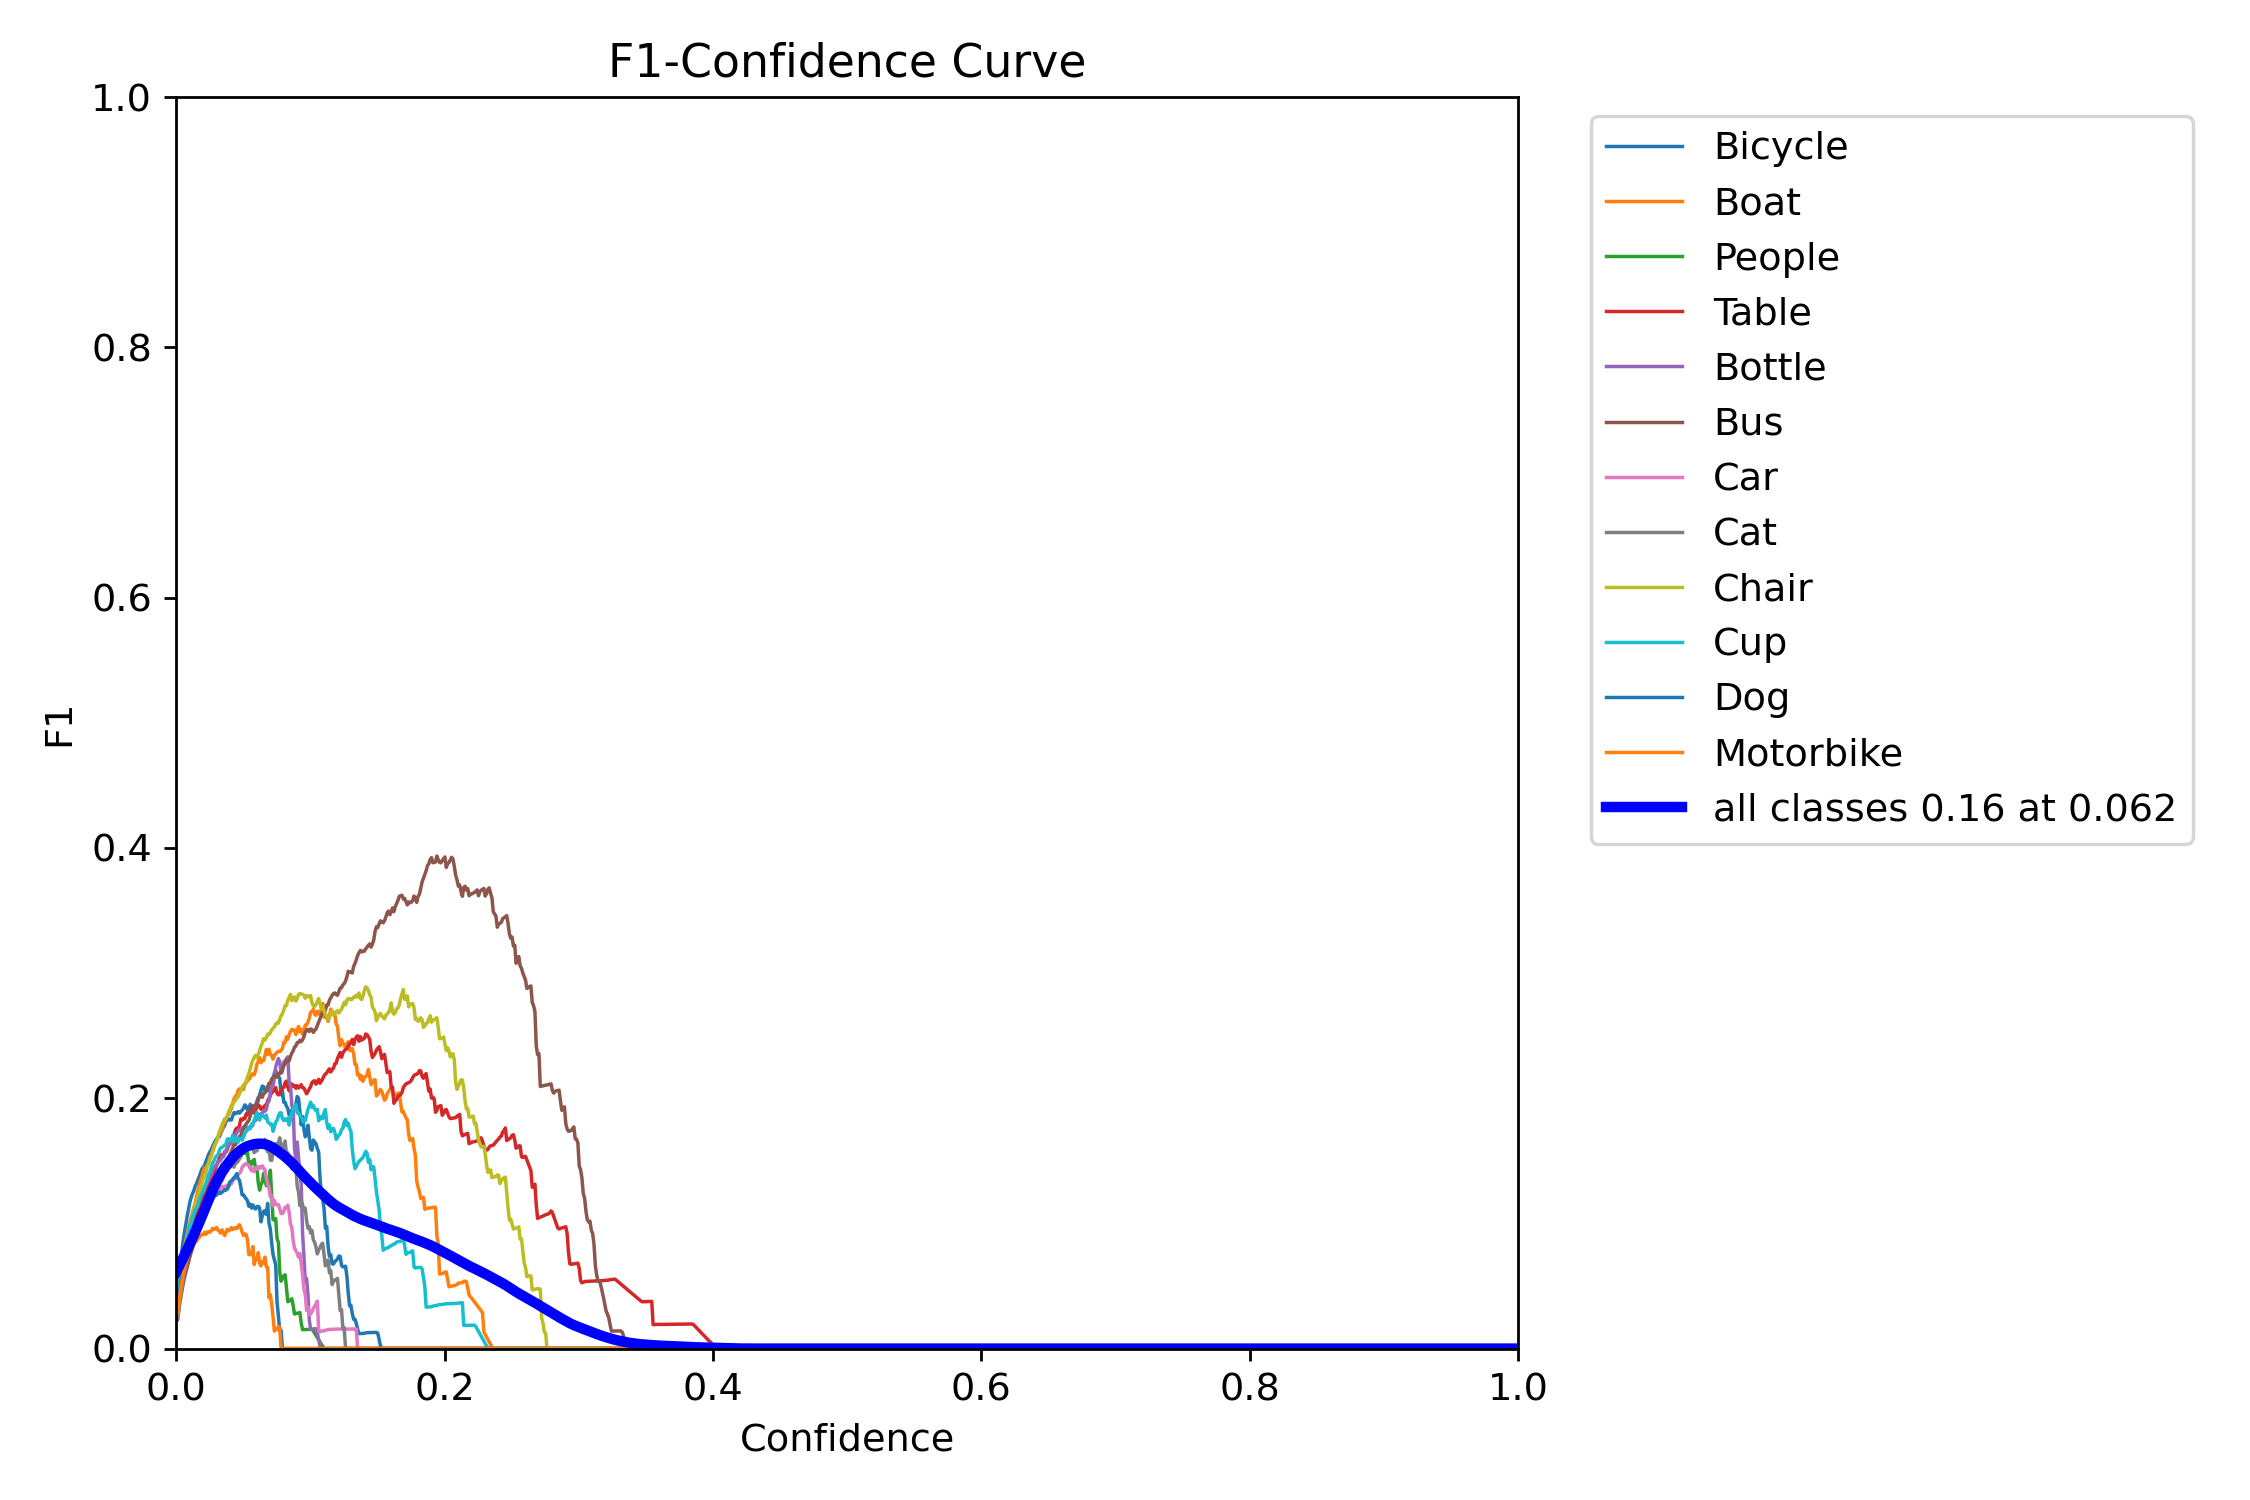 F1-Confidence Curve
1.0
0.8
0.6
0.4
0.2
0.0
F1
0.0 0.2 0.4 0.6 0.8 1.0
Confidence
Bicycle
Boat
People
Table
Bottle
Bus
Car
Cat
Chair
Cup
Dog
Motorbike
all classes 0.16 at 0.062